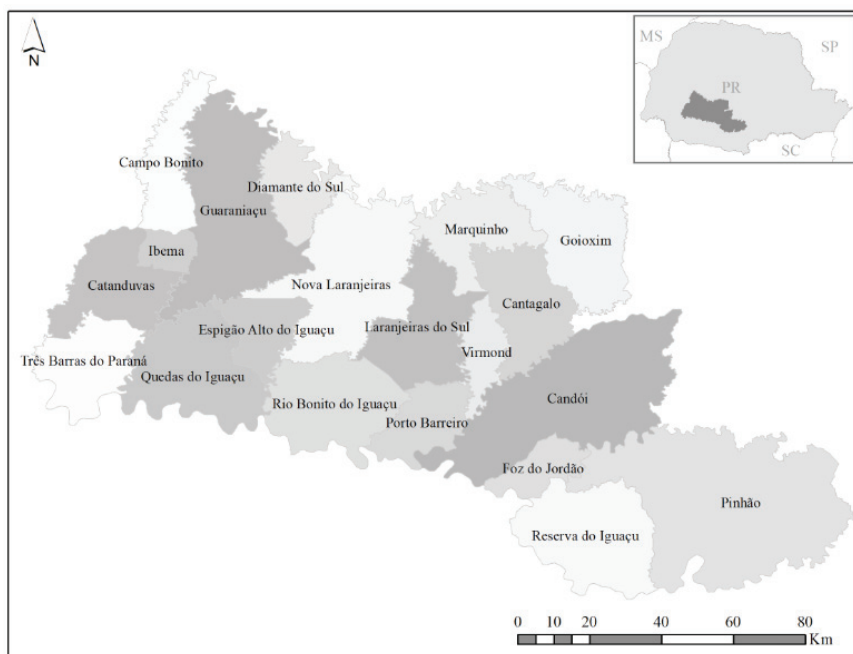 N
MS
SP
PR
SC
Campo Bonito
Diamante do Sul
Guaraniaçu
Marquinho
Goioxim
Ibema
Catanduvas
Nova Laranjeiras
Cantagalo
Espigão Alto do Iguaçu
Laranjeiras do Sul
Virmond
Três Barras do Paraná
Quedas do Iguaçu
Rio Bonito do Iguaçu
Candói
Porto Barreiro
Foz do Jordão
Pinhão
Reserva do Iguaçu
0 10 20 40 60 80
Km